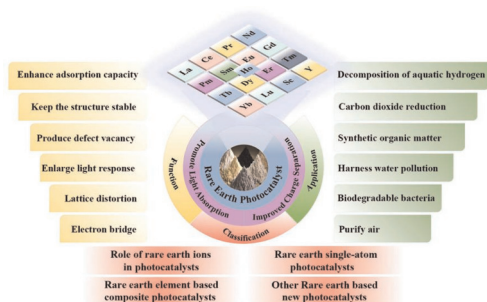 La
Ce
Pr
Nd
Pm
Sm
Eu
Gd
Tb
Dy
Ho
Er
Tm
Yb
Lu
Sc
Y
Enhance adsorption capacity
Keep the structure stable
Produce defect vacancy
Enlarge light response
Lattice distortion
Electron bridge
Function
Promote Light Absorption
Rare Earth Photocatalyst
Improved Charge Separation
Application
Classification
Decomposition of aquatic hydrogen
Carbon dioxide reduction
Synthetic organic matter
Harness water pollution
Biodegradable bacteria
Purify air
Role of rare earth ions
in photocatalysts
Rare earth single-atom
photocatalysts
Rare earth element based
composite photocatalysts
Other Rare earth based
new photocatalysts